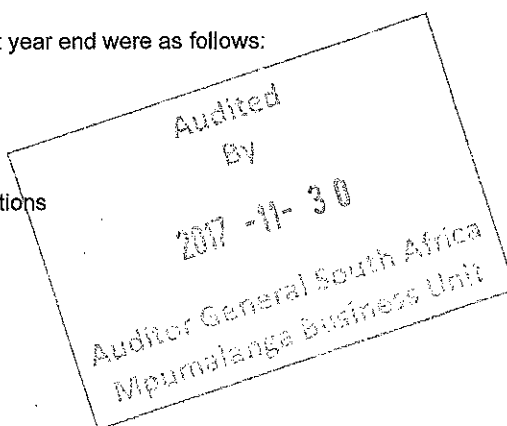 year end were as follows:
Audited
By
tions
2017 -11- 30
Auditor General South Africa
Mpumalanga Business Unit